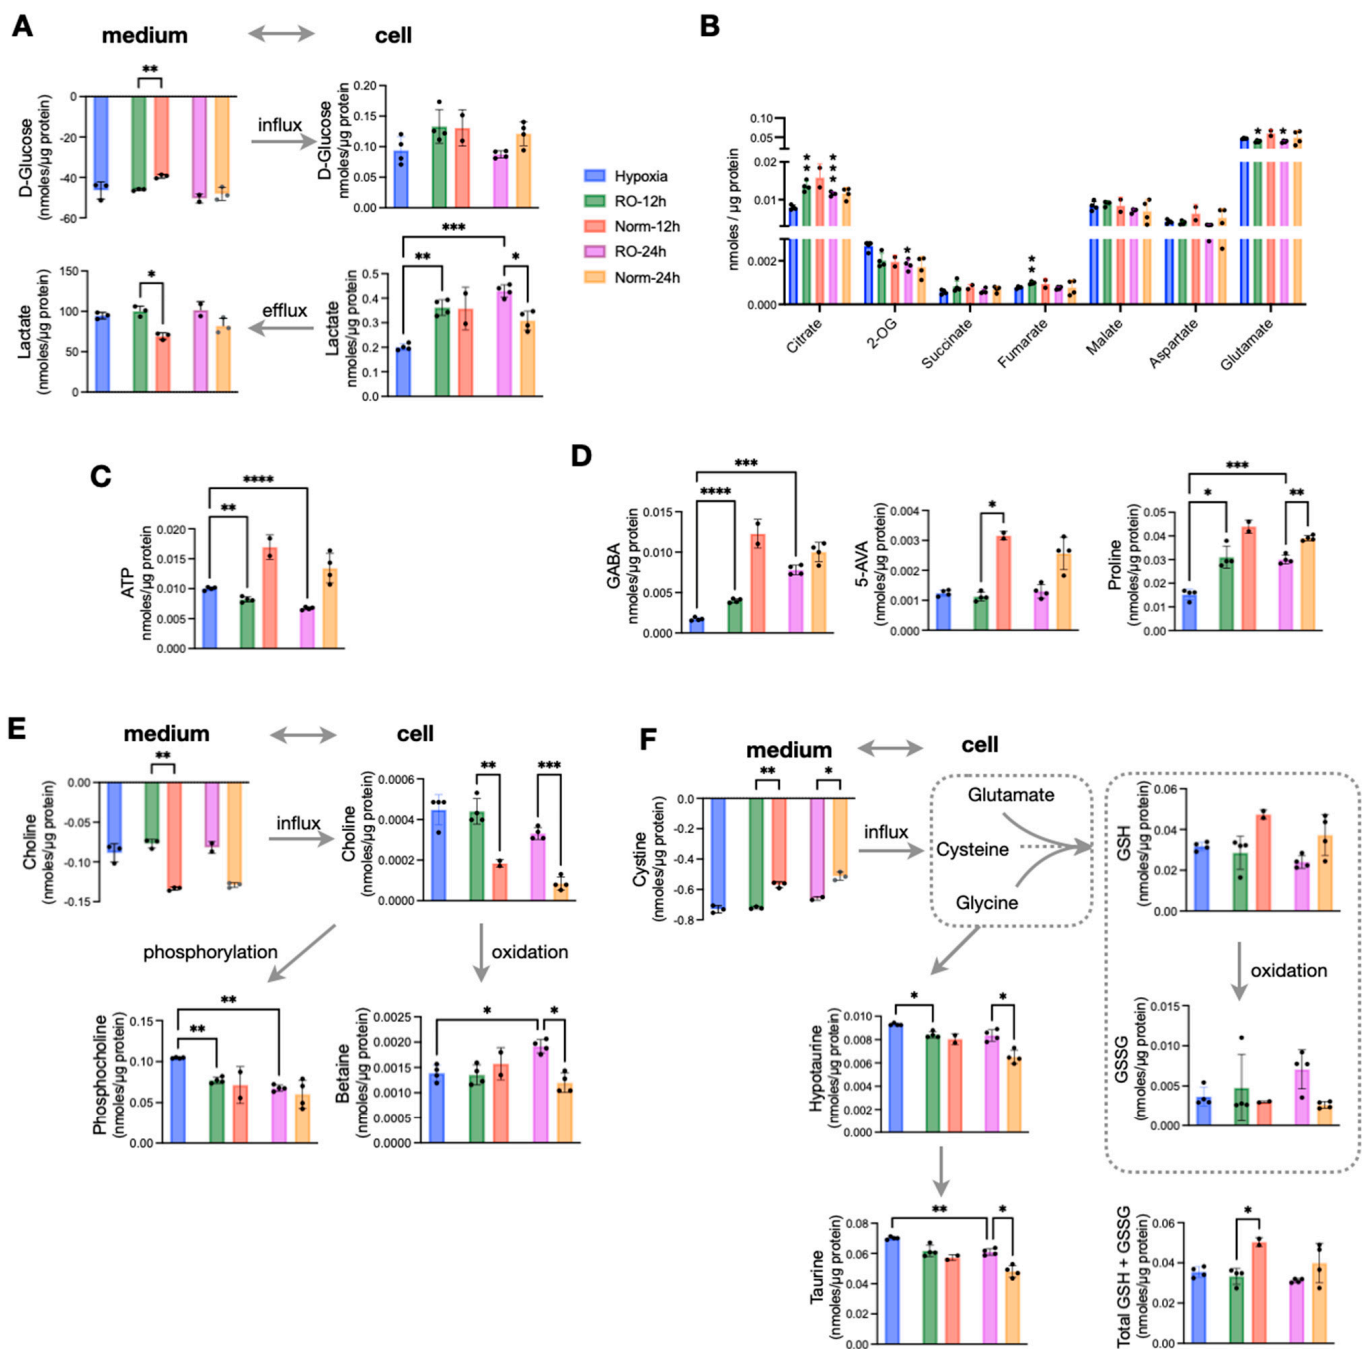 A
medium
cell
**
0
-20
-40
-60
D-Glucose
(nmoles/µg protein)
influx
0.20
0.15
0.10
0.05
0.00
D-Glucose
nmoles/µg protein)
Hypoxia
RO-12h
Norm-12h
RO-24h
Norm-24h
150
100
50
0
Lactate
(nmoles/µg protein)
*
efflux
***
**
*
0.5
0.4
0.3
0.2
0.1
0.0
Lactate
nmoles/µg protein)
B
0.10
0.05
0.02
0.01
0.002
0.000
nmoles / µg protein
***
***
*
**
*
*
Citrate
2-OG
Succinate
Fumarate
Malate
Aspartate
Glutamate
C
****
**
0.020
0.015
0.010
0.005
0.000
ATP
nmoles/µg protein)
D
***
****
0.015
0.010
0.005
0.000
GABA
nmoles/µg protein)
*
0.004
0.003
0.002
0.001
0.000
5-AVA
(nmoles/µg protein)
***
*
**
0.05
0.04
0.03
0.02
0.01
0.00
Proline
(nmoles/µg protein)
E
medium
cell
**
0.00
-0.05
-0.10
-0.15
Choline
(nmoles/µg protein)
influx
**
***
0.0006
0.0004
0.0002
0.0000
Choline
(nmoles/µg protein)
phosphorylation
oxidation
**
**
0.15
0.10
0.05
0.00
Phosphocholine
(nmoles/µg protein)
*
*
0.0025
0.0020
0.0015
0.0010
0.0005
0.0000
Betaine
(nmoles/µg protein)
F
medium
cell
**
*
0.0
-0.2
-0.4
-0.6
-0.8
Cystine
(nmoles/µg protein)
influx
Glutamate
Cysteine
Glycine
0.06
0.04
0.02
0.00
GSH
(nmoles/µg protein)
oxidation
0.015
0.010
0.005
0.000
GSSG
(nmoles/µg protein)
*
*
0.010
0.008
0.006
0.004
0.002
0.000
Hypotaurine
(nmoles/µg protein)
**
*
0.08
0.06
0.04
0.02
0.00
Taurine
(nmoles/µg protein)
*
0.06
0.04
0.02
0.00
Total GSH + GSSG
(nmoles/µg protein)